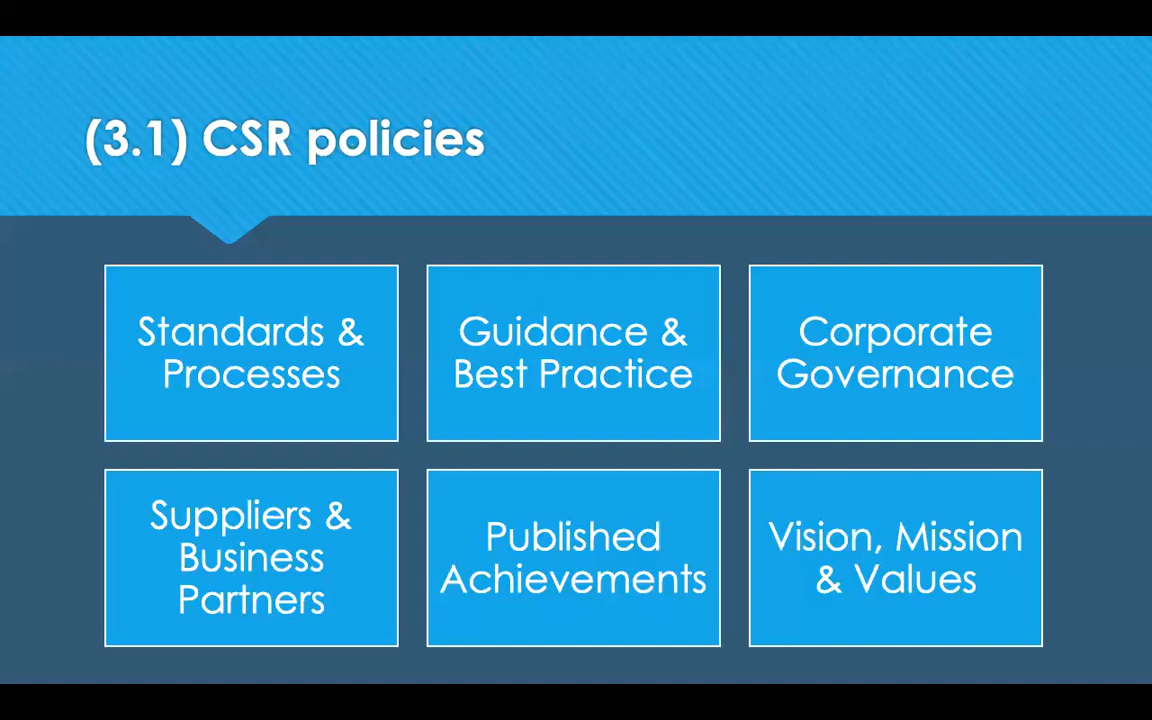 (3.1) CSR policies
Standards &
Processes
Guidance &
Best Practice
Corporate
Governance
Suppliers &
Business
Partners
Published
Achievements
Vision, Mission
& Values